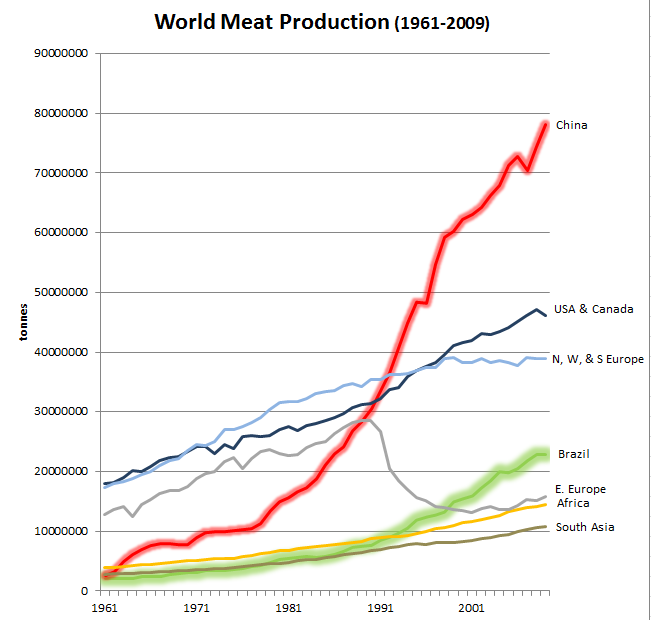 World Meat Production (1961-2009)
90000000
80000000
70000000
60000000
50000000
40000000
30000000
20000000
10000000
0
tonnes
China
USA & Canada
N, W, & S Europe
Brazil
E. Europe
Africa
South Asia
1961 1971 1981 1991 2001